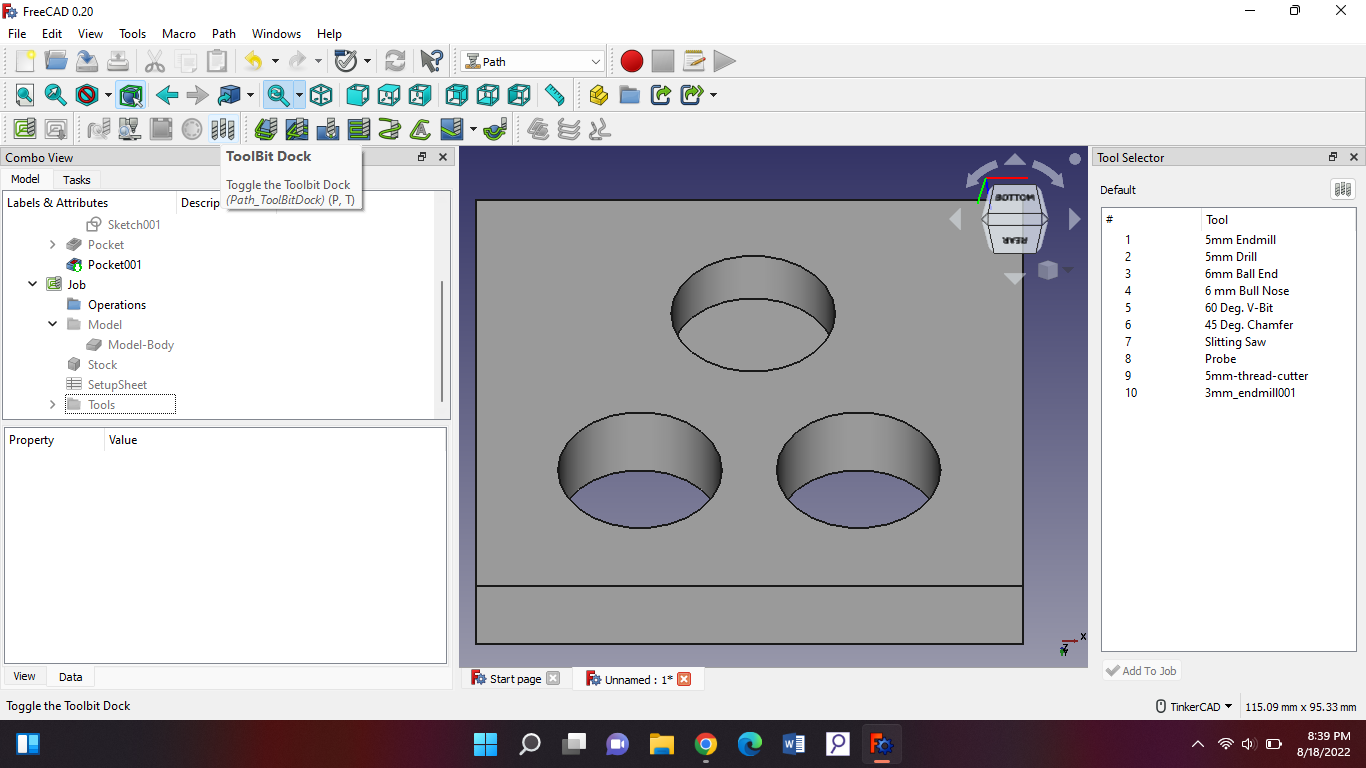 FreeCAD 0.20
File Edit View Tools Macro Path Windows Help
Path
Combo View
Model Tasks
Labels & Attributes Descrip
Sketch001
Pocket
Pocket001
Job
Operations
Model
Model-Body
Stock
SetupSheet
Tools
ToolBit Dock
Toggle the Toolbit Dock
(Path_ToolBitDock) (P, T)
Property Value
View Data
BOTTOM
REAR
X
Z
Y
Start page
Unnamed : 1*
Tool Selector
Default
# Tool
1 5mm Endmill
2 5mm Drill
3 6mm Ball End
4 6 mm Bull Nose
5 60 Deg. V-Bit
6 45 Deg. Chamfer
7 Slitting Saw
8 Probe
9 5mm-thread-cutter
10 3mm_endmill001
Add To Job
Toggle the Toolbit Dock
TinkerCAD 115.09 mm x 95.33 mm
8:39 PM
8/18/2022